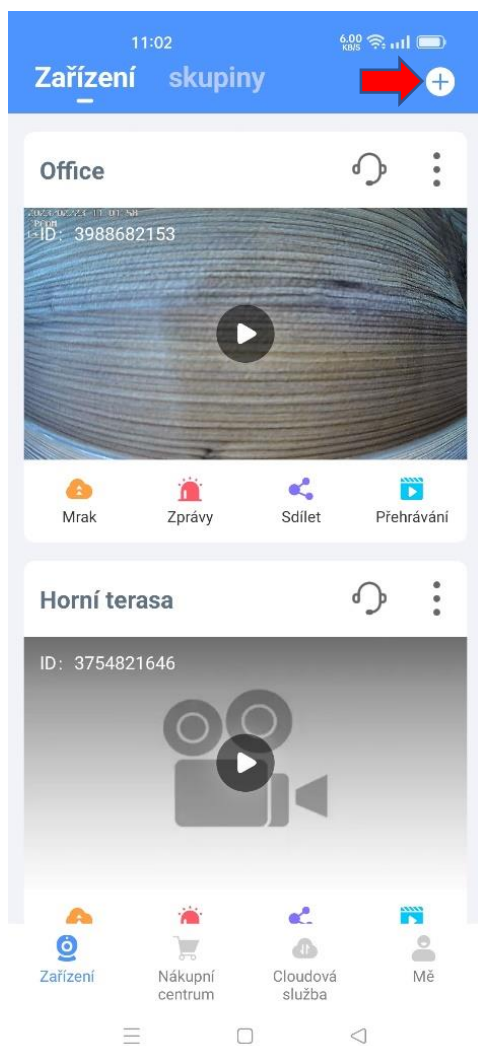 11:02
6.00
KB/S
Zařízení skupiny
Office
ID: 3988682153
Mrak Zprávy Sdílet Přehrávání
Horní terasa
ID: 3754821646
Zařízení Nákupní centrum Cloudová služba Mě